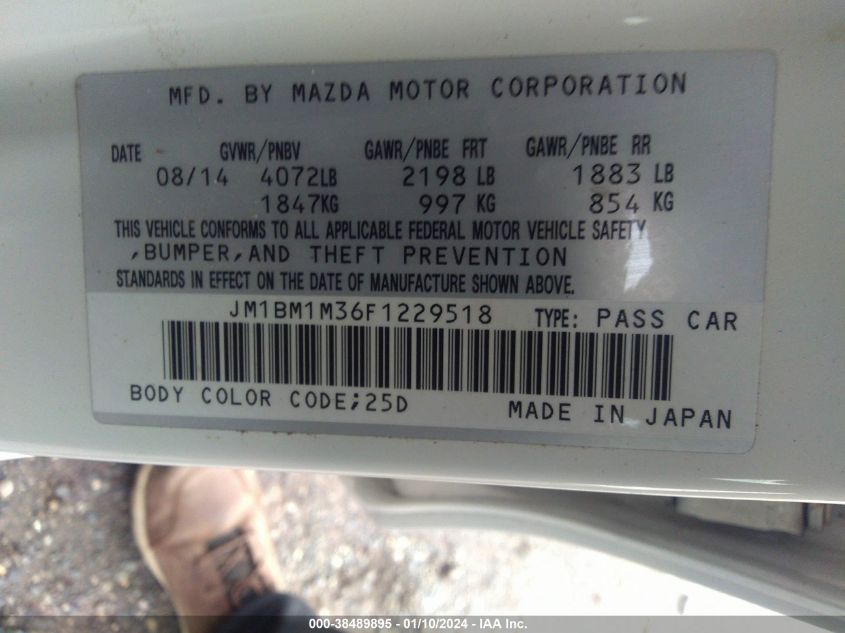 MFD. BY MAZDA MOTOR CORPORATION
DATE GVWR/PNBV GAWR/PNBE FRT GAWR/PNBE RR
08/14 4072LB 2198 LB 1883 LB
1847KG 997 KG 854 KG
THIS VEHICLE CONFORMS TO ALL APPLICABLE FEDERAL MOTOR VEHICLE SAFETY
,BUMPER,AND THEFT PREVENTION
STANDARDS IN EFFECT ON THE DATE OF MANUFACTURE SHOWN ABOVE.
JM1BM1M36F1229518 TYPE: PASS CAR
BODY COLOR CODE;25D MADE IN JAPAN
000-38489895 - 01/10/2024 - IAA Inc.